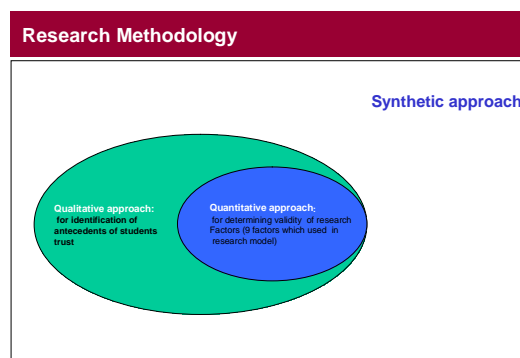 Research Methodology
Synthetic approach
Qualitative approach:
for identification of
antecedents of students
trust
Quantitative approach:
for determining validity of research
Factors (9 factors which used in
research model)